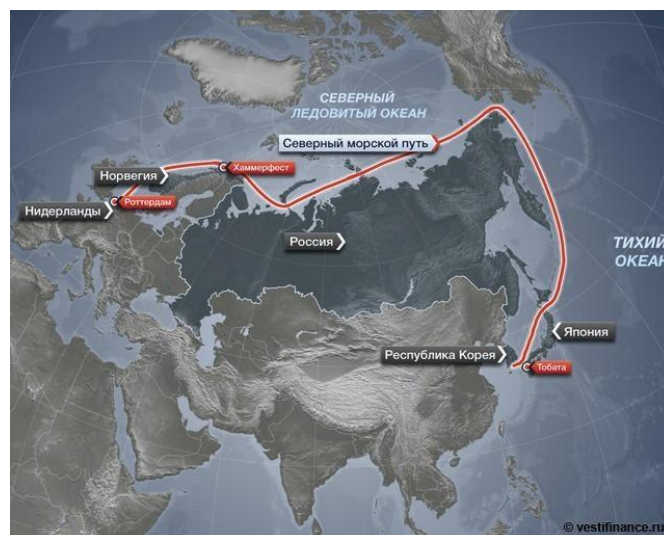 СЕВЕРНЫЙ
ЛЕДОВИТЫЙ ОКЕАН
Северный морской путь
Хаммерфест
Норвегия
Роттердам
Нидерланды
Россия
ТИХИЙ
ОКЕАН
Япония
Республика Корея
Тобата
© vestifinance.ru